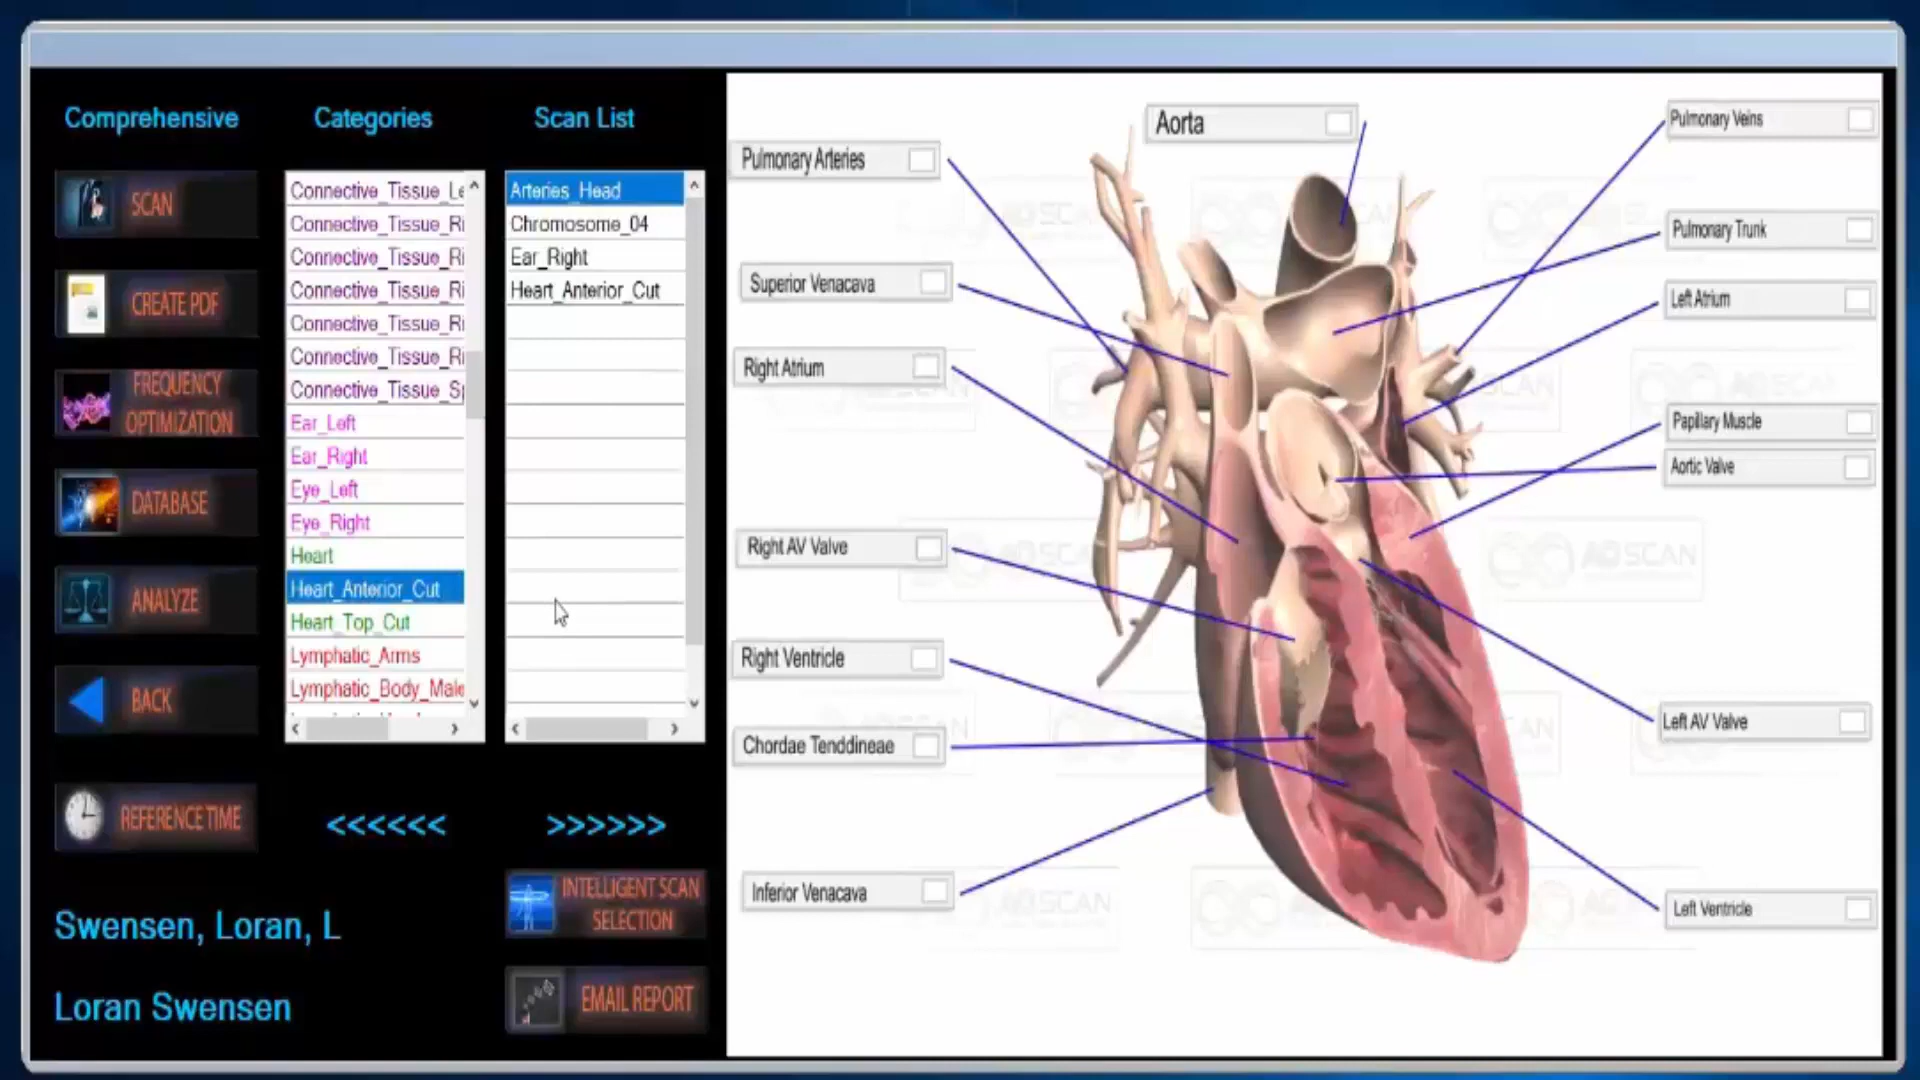 Comprehensive
Categories
Scan List
SCAN
CREATE PDF
FREQUENCY
OPTIMIZATION
DATABASE
ANALYZE
BACK
REFERENCE TIME
Connective_Tissue_Le
Connective_Tissue_Ri
Connective_Tissue_Ri
Connective_Tissue_Ri
Connective_Tissue_Ri
Connective_Tissue_Ri
Connective_Tissue_Sp
Ear_Left
Ear_Right
Eye_Left
Eye_Right
Heart
Heart_Anterior_Cut
Heart_Top_Cut
Lymphatic_Arms
Lymphatic_Body_Male
Arteries_Head
Chromosome_04
Ear_Right
Heart_Anterior_Cut
<<<<<<
>>>>>>
INTELLIGENT SCAN
SELECTION
EMAIL REPORT
Swensen, Loran, L
Loran Swensen
Aorta
Pulmonary Arteries
Superior Venacava
Right Atrium
Right AV Valve
Right Ventricle
Chordae Tenddineae
Inferior Venacava
Pulmonary Veins
Pulmonary Trunk
Left Atrium
Papillary Muscle
Aortic Valve
Left AV Valve
Left Ventricle
AO SCAN